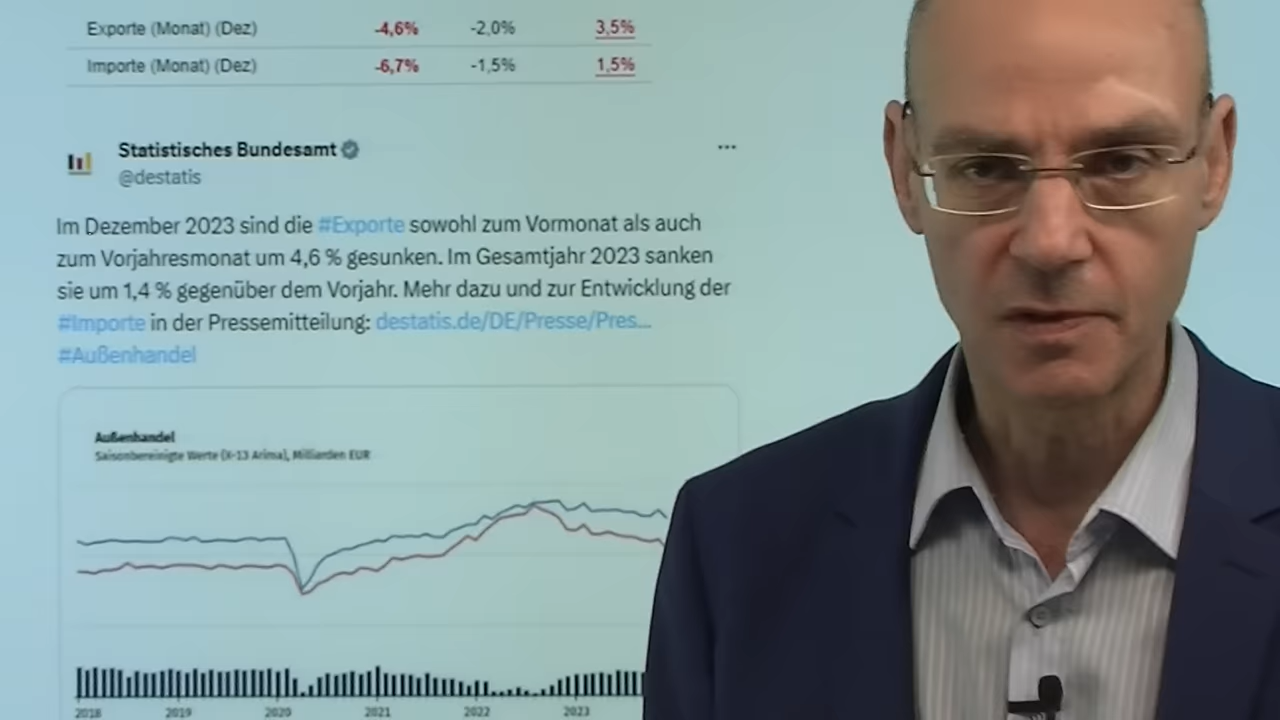 Exporte (Monat) (Dez) -4,6% -2,0% 3,5%
Importe (Monat) (Dez) -6,7% -1,5% 1,5%
Statistisches Bundesamt
@destatis
Im Dezember 2023 sind die #Exporte sowohl zum Vormonat als auch
zum Vorjahresmonat um 4,6 % gesunken. Im Gesamtjahr 2023 sanken
sie um 1,4 % gegenüber dem Vorjahr. Mehr dazu und zur Entwicklung der
#Importe in der Pressemitteilung: destatis.de/DE/Presse/Pres...
#Außenhandel
Außenhandel
Saisonbereinigte Werte (X-13 Arima), Milliarden EUR
2018 2019 2020 2021 2022 2023